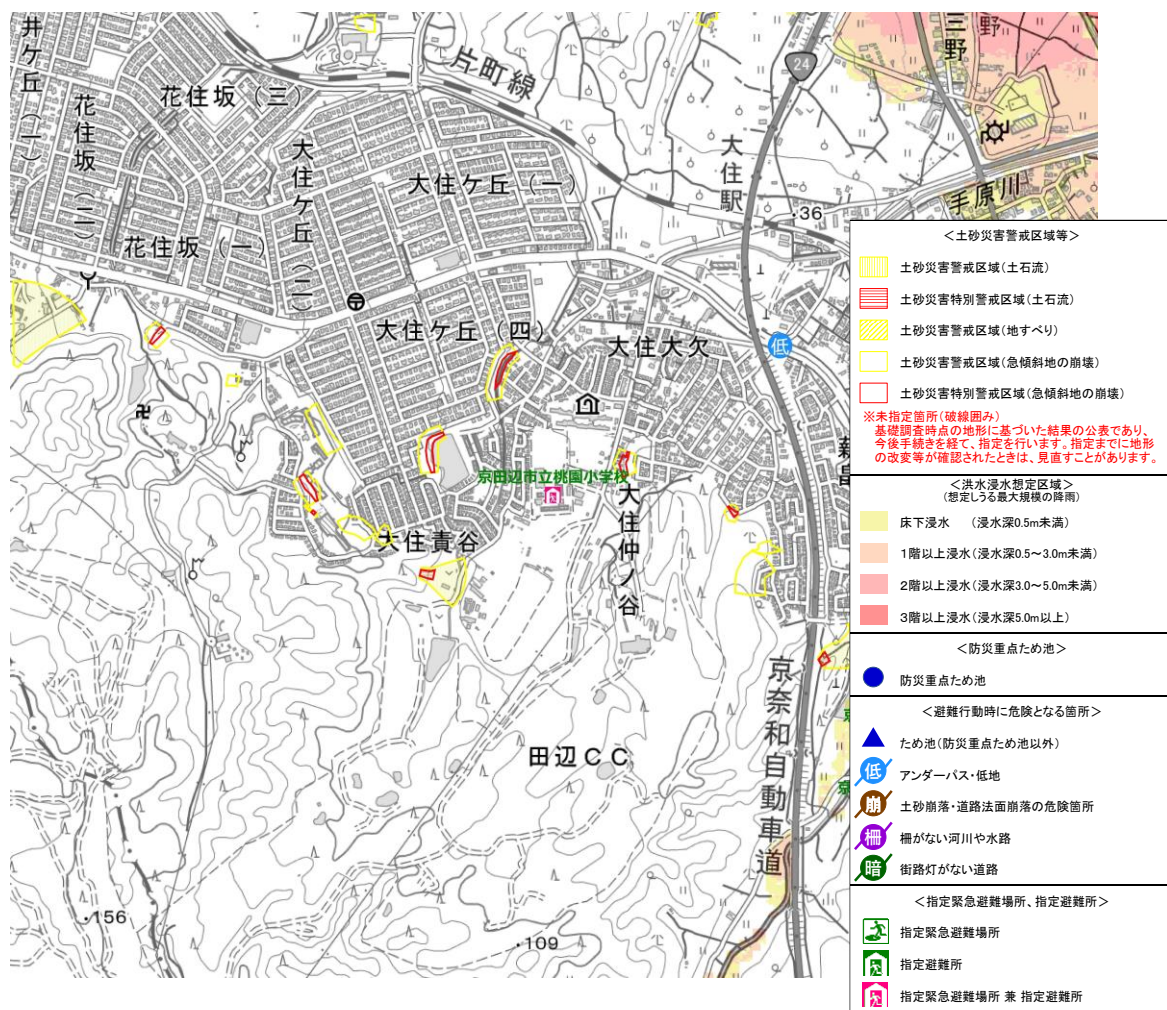 井ケ丘（一）
花住坂（三）
片町線
24
三野
野
花住坂（二）
大住ケ丘（二）
大住ケ丘（一）
大住駅
・36
手原川
花住坂（一）
大住ケ丘（四）
大住大欠
低
京田辺市立桃園小学校
大住仲ノ谷
大住責谷
田辺ＣＣ
京奈和自動車道
・156
・109
＜土砂災害警戒区域等＞
土砂災害警戒区域（土石流）
土砂災害特別警戒区域（土石流）
土砂災害警戒区域（地すべり）
土砂災害警戒区域（急傾斜地の崩壊）
土砂災害特別警戒区域（急傾斜地の崩壊）
※未指定箇所（破線囲み）
基礎調査時点の地形に基づいた結果の公表であり、
今後手続きを経て、指定を行います。指定までに地形
の改変等が確認されたときは、見直すことがあります。
＜洪水浸水想定区域＞
（想定しうる最大規模の降雨）
床下浸水　（浸水深0.5m未満）
1階以上浸水（浸水深0.5～3.0m未満）
2階以上浸水（浸水深3.0～5.0m未満）
3階以上浸水（浸水深5.0m以上）
＜防災重点ため池＞
防災重点ため池
＜避難行動時に危険となる箇所＞
ため池（防災重点ため池以外）
低 アンダーパス・低地
崩 土砂崩落・道路法面崩落の危険箇所
柵 柵がない河川や水路
暗 街路灯がない道路
＜指定緊急避難場所、指定避難所＞
指定緊急避難場所
指定避難所
指定緊急避難場所 兼 指定避難所